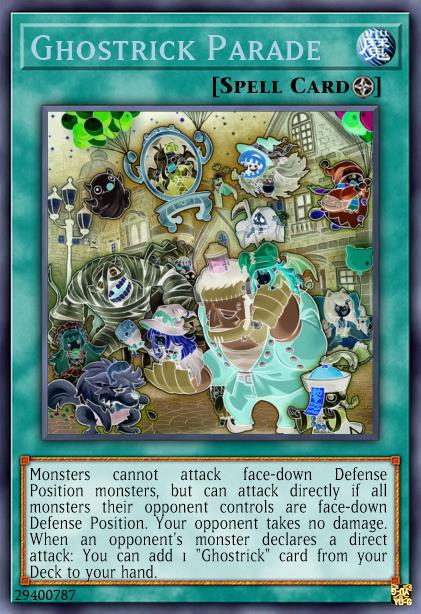 Ghostrick Parade
魔
[Spell Card]
Monsters cannot attack face-down Defense
Position monsters, but can attack directly if all
monsters their opponent controls are face-down
Defense Position. Your opponent takes no damage.
When an opponent's monster declares a direct
attack: You can add 1 "Ghostrick" card from your
Deck to your hand.
29400787